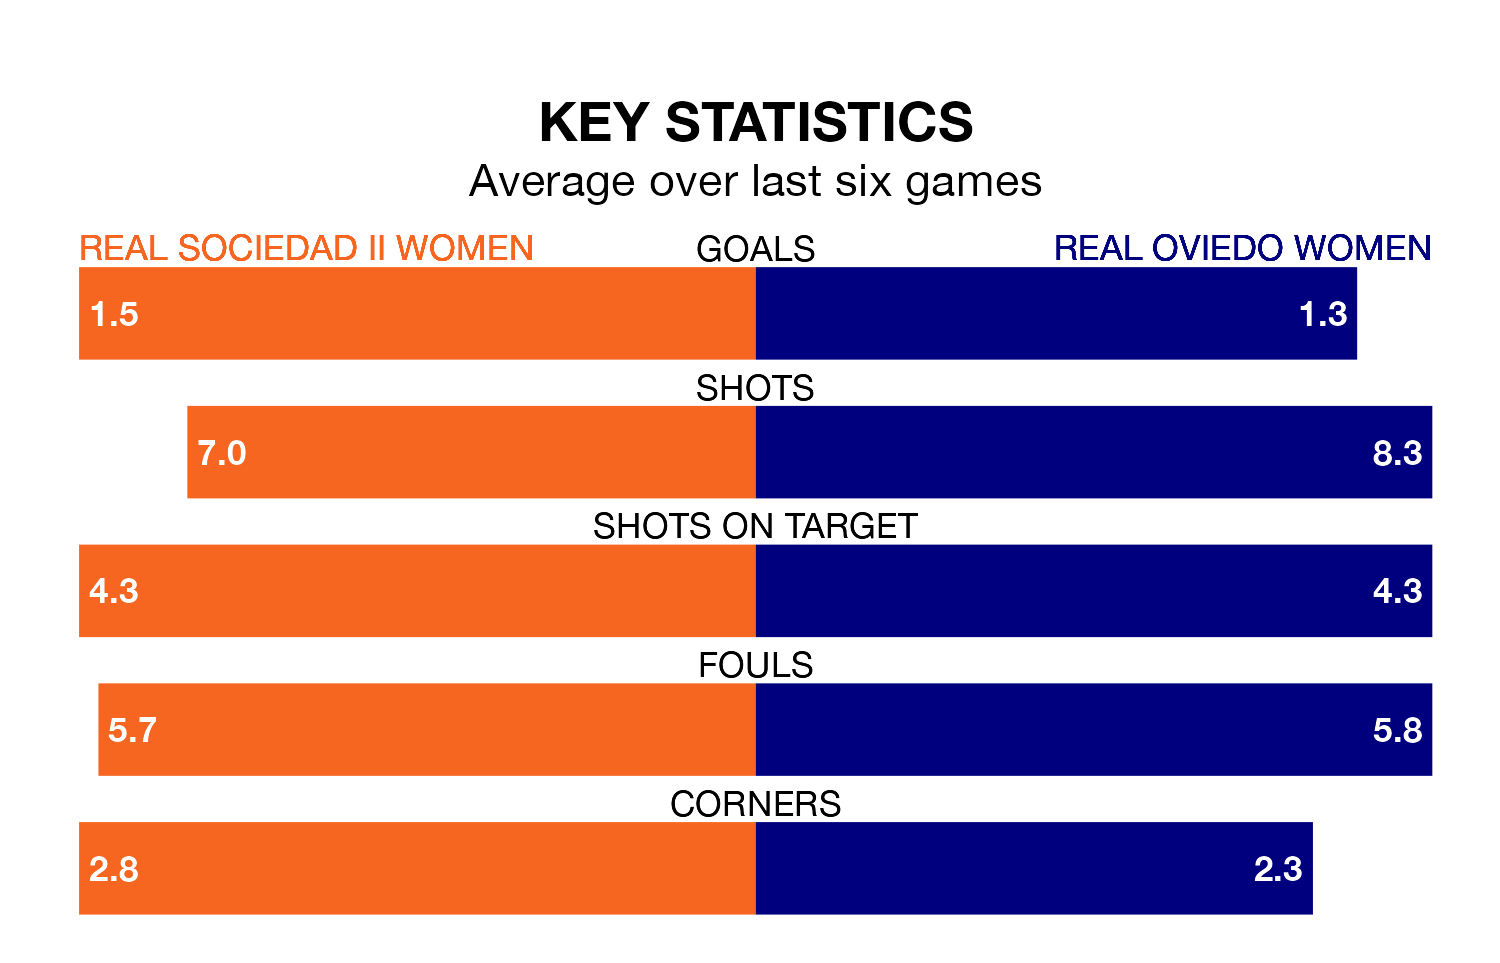 KEY STATISTICS
Average over last six games
REAL SOCIEDAD II WOMEN GOALS REAL OVIEDO WOMEN
1.5 1.3
SHOTS
7.0 8.3
SHOTS ON TARGET
4.3 4.3
FOULS
5.7 5.8
CORNERS
2.8 2.3